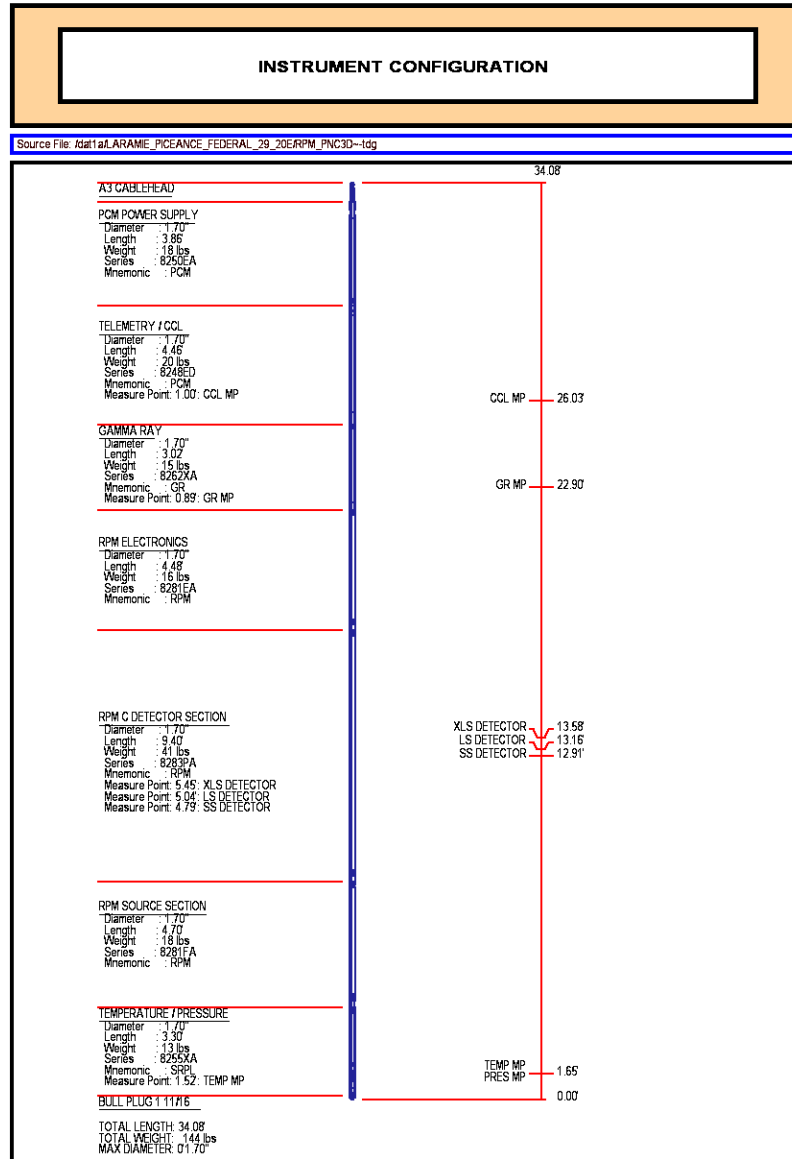 INSTRUMENT CONFIGURATION
Source File: /dat1a/LARAMIE_PICEANCE_FEDERAL_29_20E/RPM_PNC3D~-tdg
34.08'
A3 CABLEHEAD
PCM POWER SUPPLY
Diameter : 1.70"
Length : 3.86'
Weight : 18 lbs
Series : 8250EA
Mnemonic : PCM
TELEMETRY / CCL
Diameter : 1.70"
Length : 4.46'
Weight : 20 lbs
Series : 8248ED
Mnemonic : PCM
Measure Point: 1.00': CCL MP
CCL MP 26.03'
GAMMA RAY
Diameter : 1.70"
Length : 3.02'
Weight : 15 lbs
Series : 8262XA
Mnemonic : GR
Measure Point: 0.89': GR MP
GR MP 22.90'
RPM ELECTRONICS
Diameter : 1.70"
Length : 4.48'
Weight : 16 lbs
Series : 8281EA
Mnemonic : RPM
RPM C DETECTOR SECTION
Diameter : 1.70"
Length : 9.40'
Weight : 41 lbs
Series : 8283PA
Mnemonic : RPM
Measure Point: 5.45': XLS DETECTOR
Measure Point: 5.04': LS DETECTOR
Measure Point: 4.79': SS DETECTOR
XLS DETECTOR 13.58'
LS DETECTOR 13.16'
SS DETECTOR 12.91'
RPM SOURCE SECTION
Diameter : 1.70"
Length : 4.70'
Weight : 18 lbs
Series : 8281FA
Mnemonic : RPM
TEMPERATURE / PRESSURE
Diameter : 1.70"
Length : 3.30'
Weight : 13 lbs
Series : 8255XA
Mnemonic : SRPL
Measure Point: 1.52': TEMP MP
TEMP MP
PRES MP 1.65'
0.00'
BULL PLUG 1 11/16
TOTAL LENGTH: 34.08'
TOTAL WEIGHT: 144 lbs
MAX DIAMETER: 0'1.70"